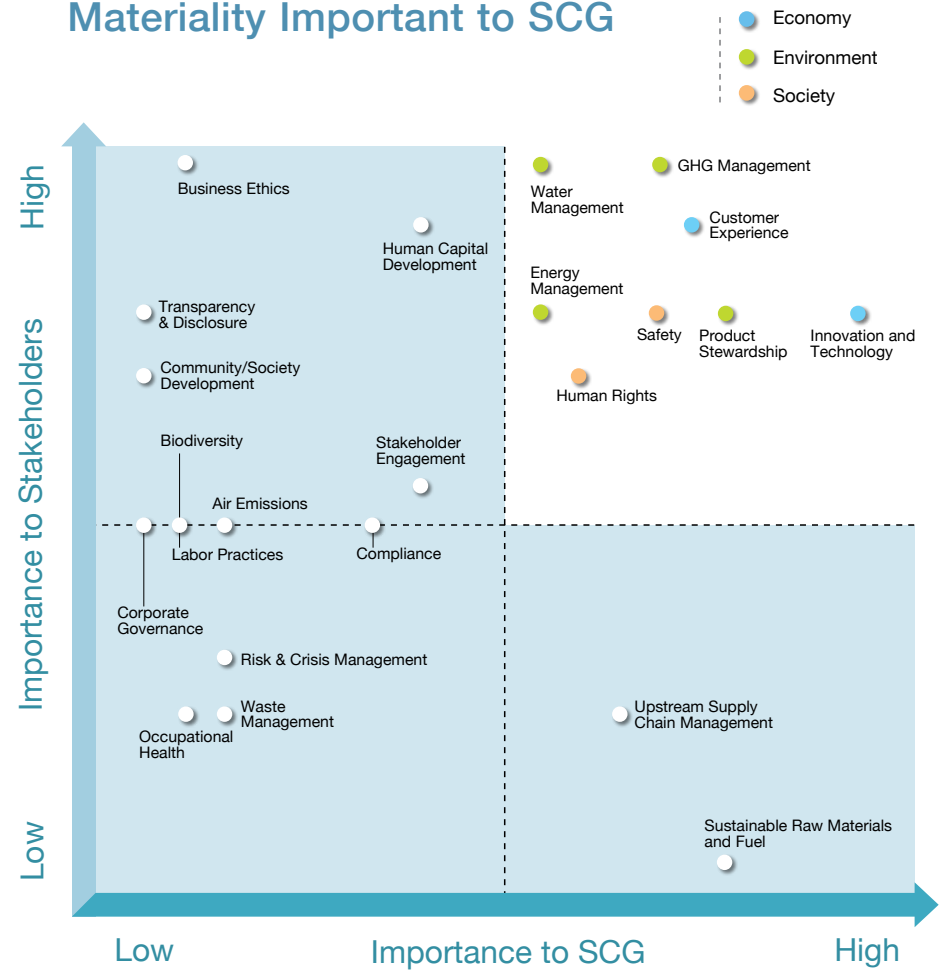 Materiality Important to SCG
Economy
Environment
Society
High
Importance to Stakeholders
Low
Business Ethics
Human Capital
Development
Transparency
& Disclosure
Community/Society
Development
Biodiversity
Stakeholder
Engagement
Air Emissions
Labor Practices
Compliance
Corporate
Governance
Water
Management
GHG Management
Customer
Experience
Energy
Management
Safety
Product
Stewardship
Innovation and
Technology
Human Rights
Risk & Crisis Management
Waste
Management
Occupational
Health
Upstream Supply
Chain Management
Sustainable Raw Materials
and Fuel
Low
Importance to SCG
High